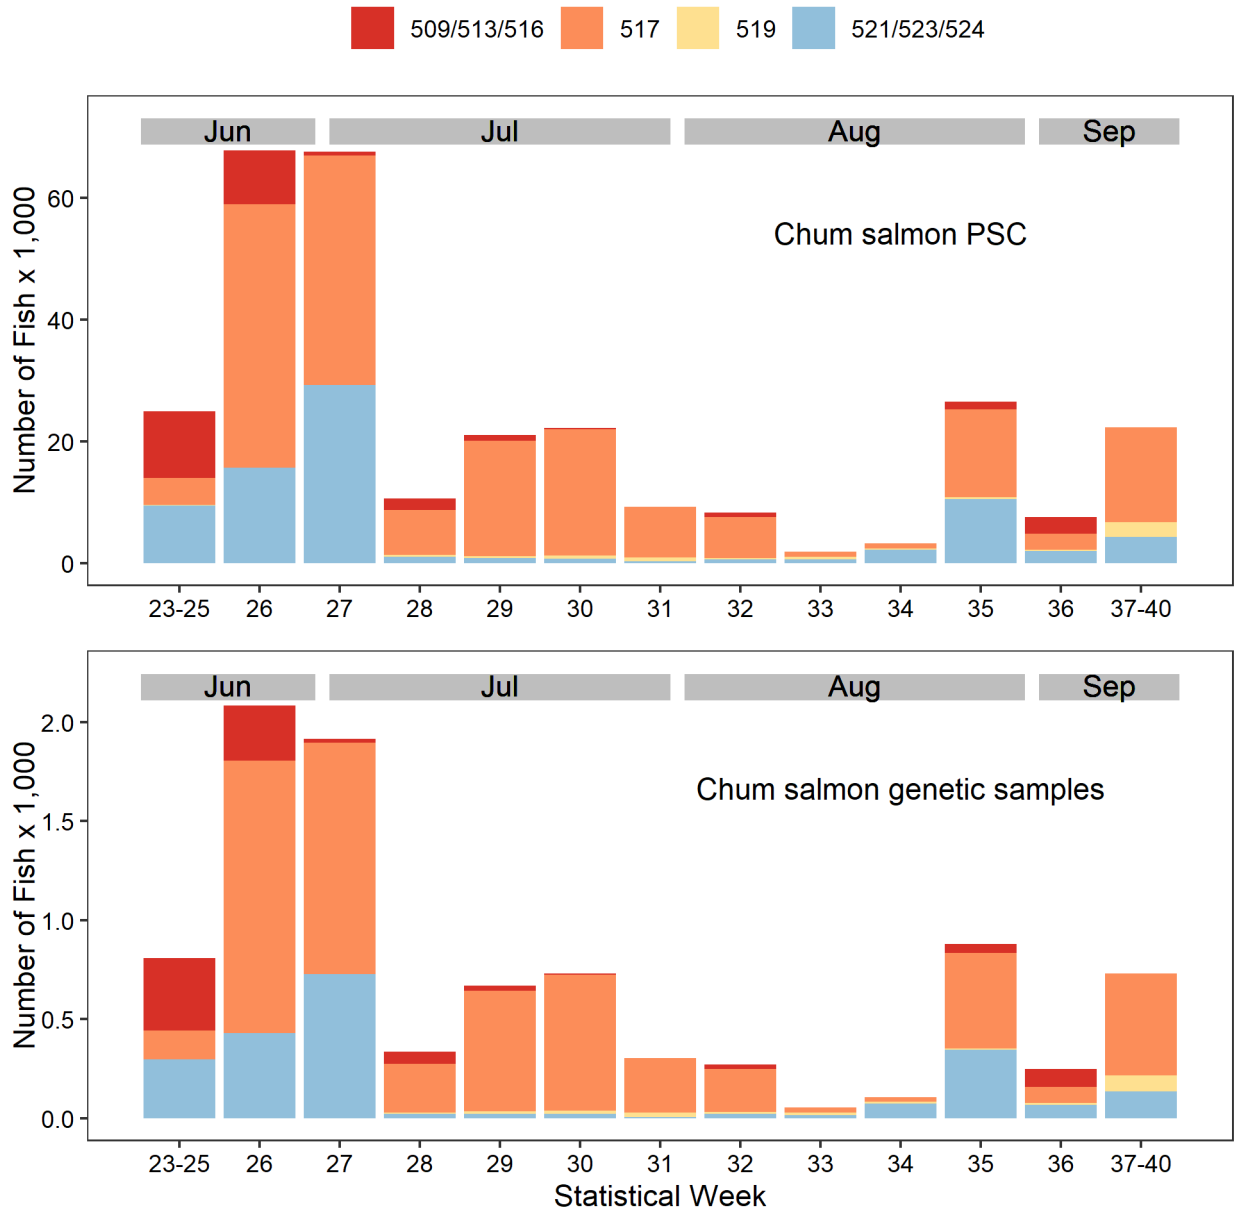 509/513/516 517 519 521/523/524
Jun Jul Aug Sep
Chum salmon PSC
Number of Fish x 1,000
60
40
20
0
23-25 26 27 28 29 30 31 32 33 34 35 36 37-40
Jun Jul Aug Sep
Chum salmon genetic samples
Number of Fish x 1,000
2.0
1.5
1.0
0.5
0.0
23-25 26 27 28 29 30 31 32 33 34 35 36 37-40
Statistical Week